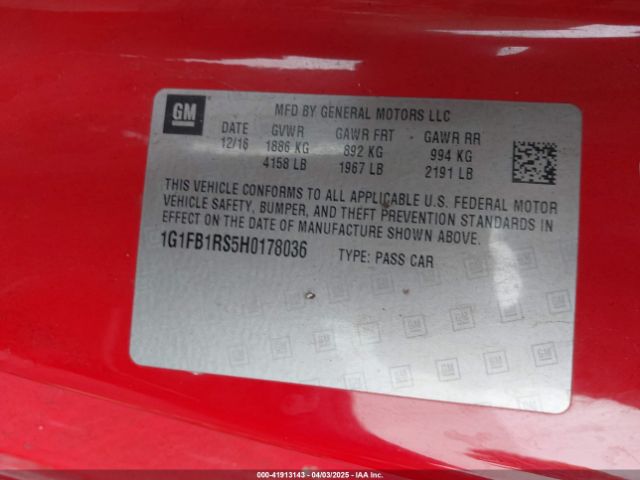 GM
MFD BY GENERAL MOTORS LLC
DATE GVWR GAWR FRT GAWR RR
12/16 1886 KG 892 KG 994 KG
4158 LB 1967 LB 2191 LB
THIS VEHICLE CONFORMS TO ALL APPLICABLE U.S. FEDERAL MOTOR
VEHICLE SAFETY, BUMPER, AND THEFT PREVENTION STANDARDS IN
EFFECT ON THE DATE OF MANUFACTURE SHOWN ABOVE.
1G1FB1RS5H0178036 TYPE: PASS CAR
000-41913143 - 04/03/2025 - IAAI.COM